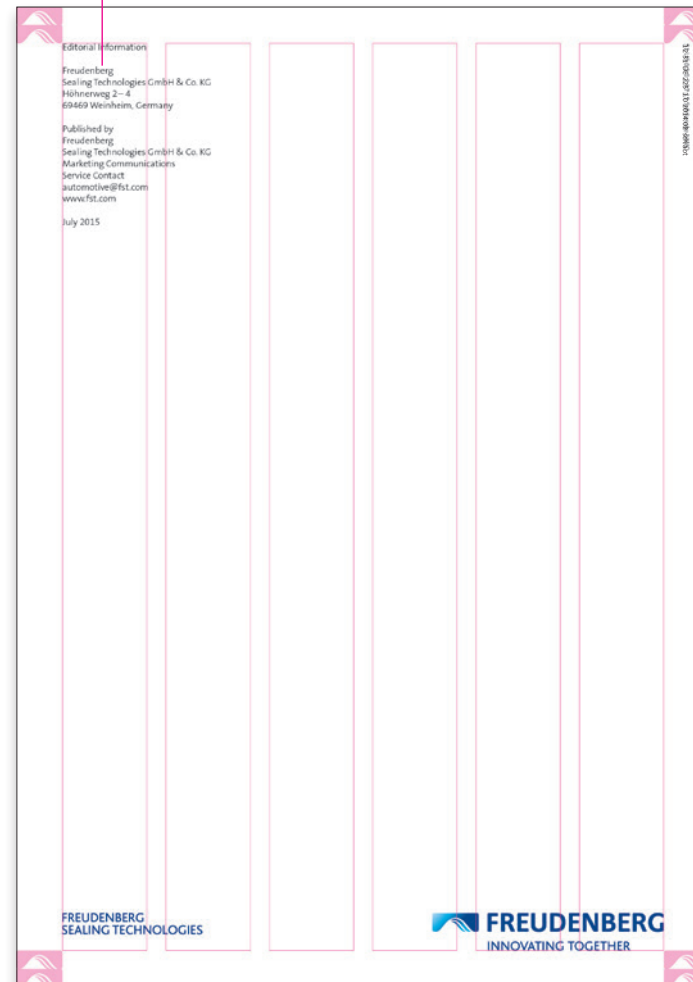 Editorial Information
Freudenberg
Sealing Technologies GmbH & Co. KG
Höhnerweg 2 – 4
69469 Weinheim, Germany
Published by
Freudenberg
Sealing Technologies GmbH & Co. KG
Marketing Communications
Service Contact
automotive@fst.com
www.fst.com
July 2015
FREUDENBERG
SEALING TECHNOLOGIES
FREUDENBERG
INNOVATING TOGETHER